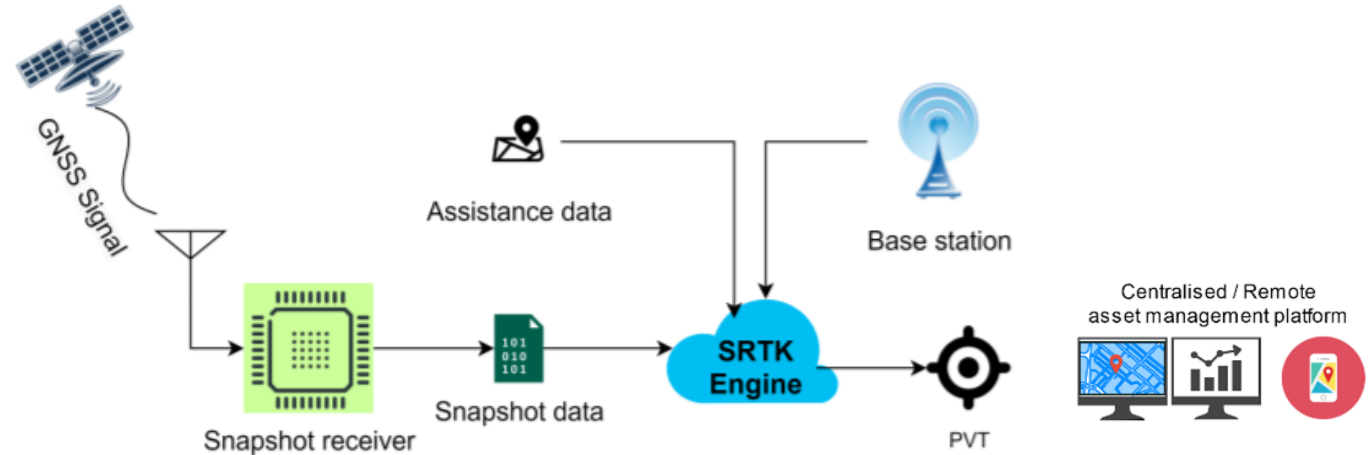 GNSS Signal
Assistance data
Base station
Centralised / Remote
asset management platform
101
010
101
SRTK
Engine
Snapshot data
Snapshot receiver
PVT